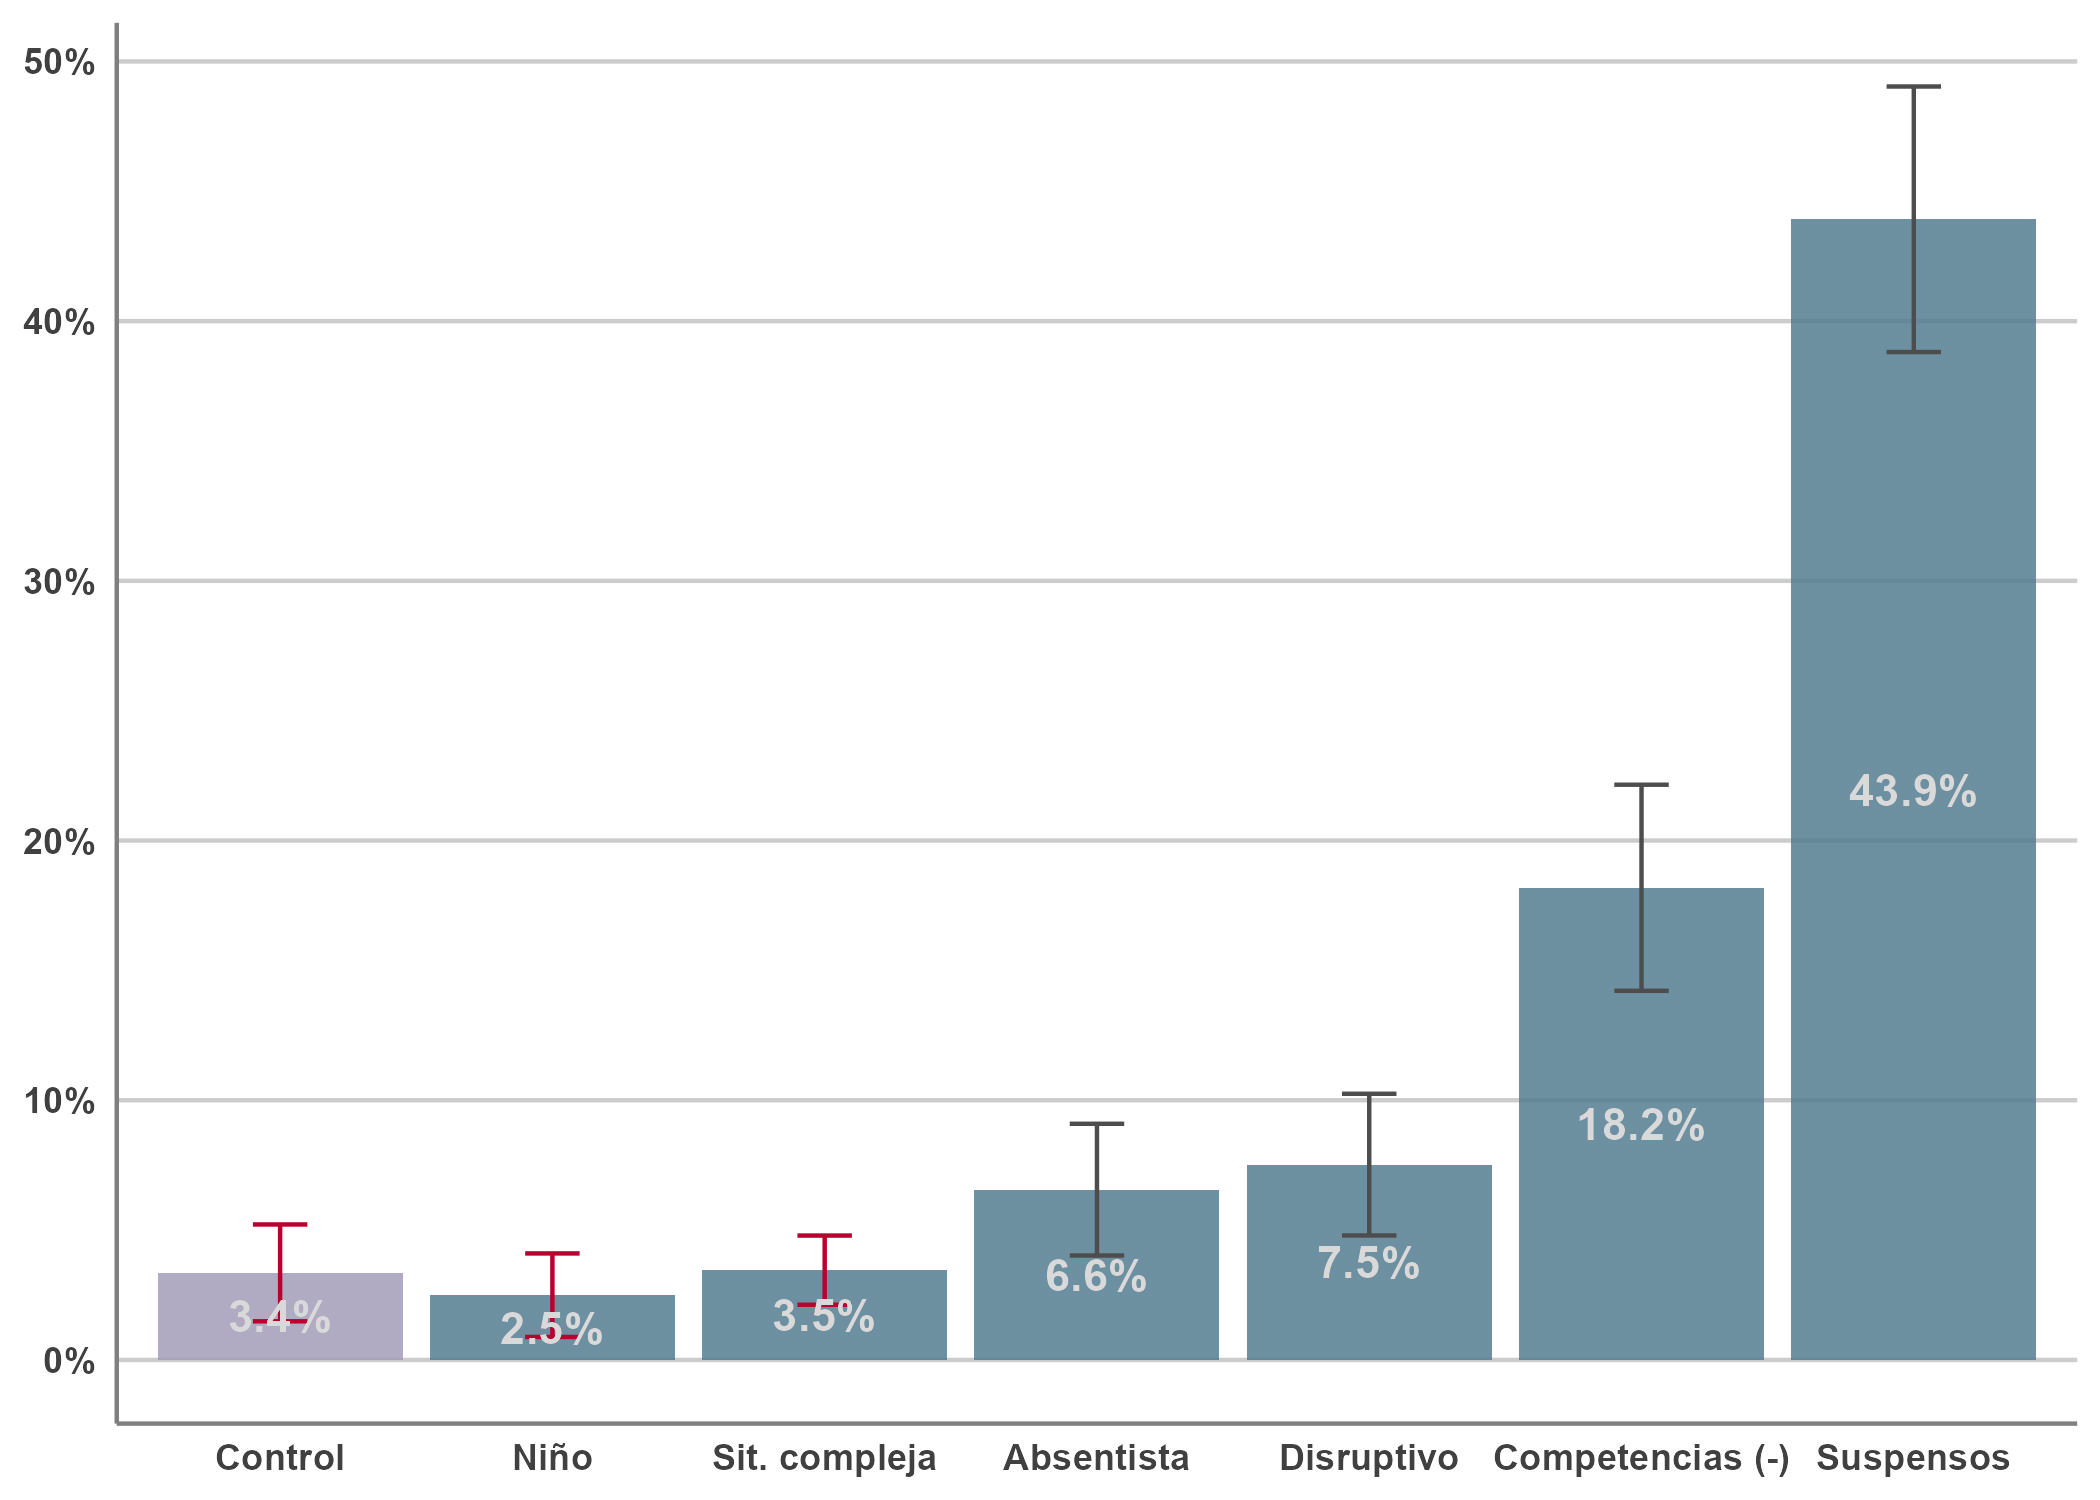 50%
40%
30%
20%
10%
0%
3.4%
2.5%
3.5%
6.6%
7.5%
18.2%
43.9%
Control
Niño
Sit. compleja
Absentista
Disruptivo
Competencias (-)
Suspensos